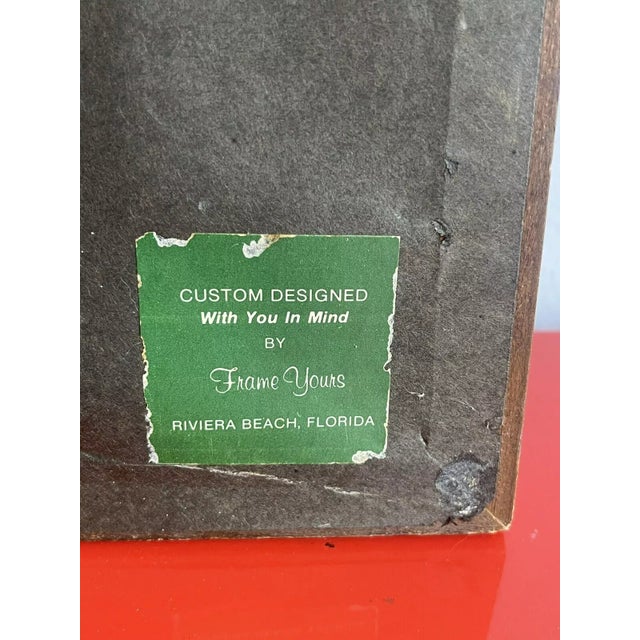 CUSTOM DESIGNED
With You In Mind
BY
Frame Yours
RIVIERA BEACH, FLORIDA